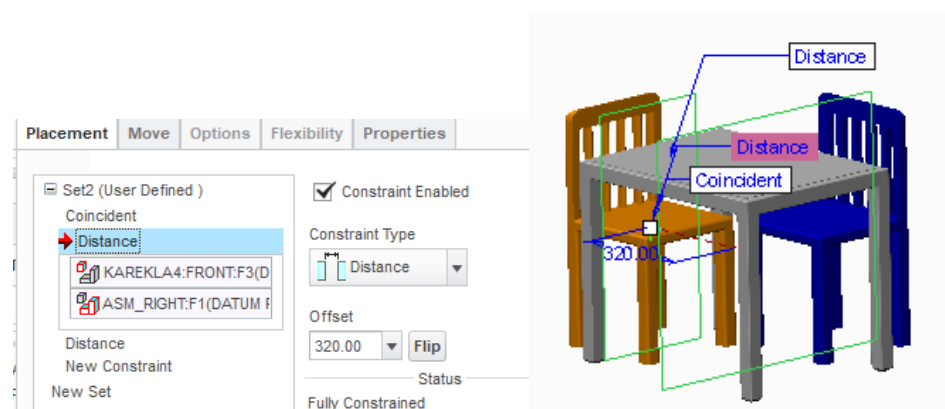 Placement Move Options Flexibility Properties
Set2 (User Defined )
Coincident
Distance
KAREKLA4:FRONT:F3(D
ASM_RIGHT:F1(DATUM F
Distance
New Constraint
New Set
Constraint Enabled
Constraint Type
Distance
Offset
320.00 Flip
Status
Fully Constrained
Distance
Distance
Coincident
320.00